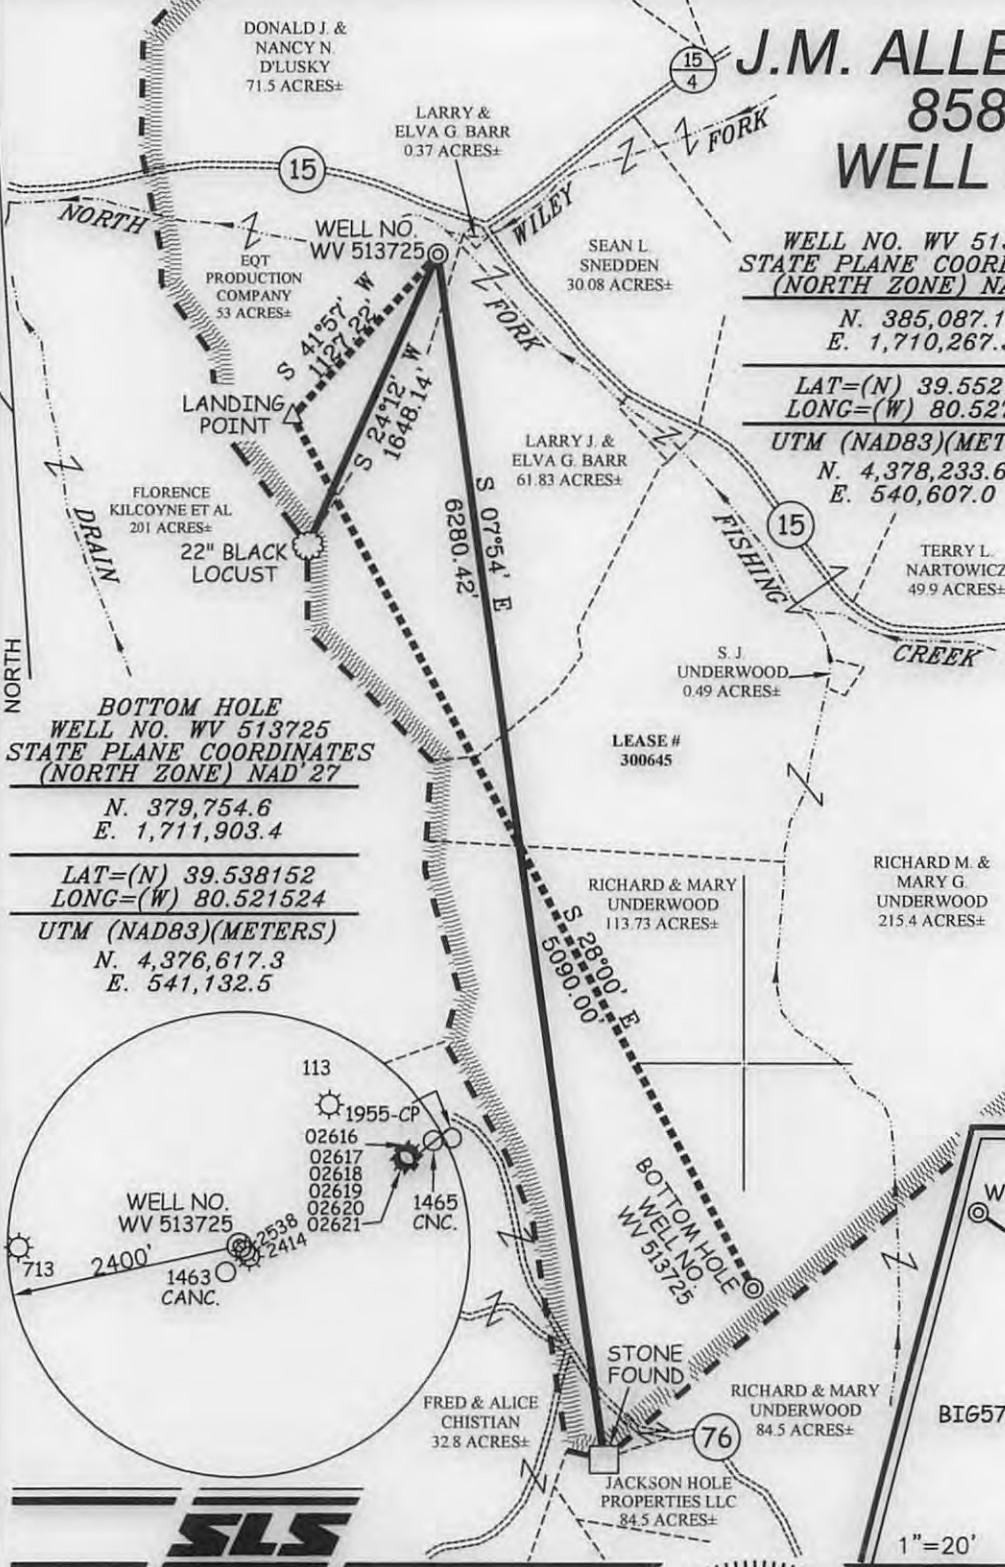 DONALD J. &
NANCY N.
D'LUSKY
71.5 ACRES±
15
4
J.M. ALLE
858
WELL
LARRY &
ELVA G. BARR
0.37 ACRES±
FORK
15
WILEY
NORTH
WELL NO.
WV 513725
EQT
PRODUCTION
COMPANY
53 ACRES±
SEAN L.
SNEDDEN
30.08 ACRES±
WELL NO. WV 51
STATE PLANE COORD
(NORTH ZONE) NA
N. 385,087.1
E. 1,710,267.
FORK
S 41°57' W
1127.22'
LANDING
POINT
S 24°12' W
1648.14'
LAT=(N) 39.552
LONG=(W) 80.52
UTM (NAD83)(MET
N. 4,378,233.6
E. 540,607.0
LARRY J. &
ELVA G. BARR
61.83 ACRES±
S 07°54' E
6280.42'
FLORENCE
KILCOYNE ET AL
201 ACRES±
DRAIN
22" BLACK
LOCUST
FISHING
15
TERRY L.
NARTOWICZ
49.9 ACRES±
CREEK
NORTH
S. J.
UNDERWOOD
0.49 ACRES±
BOTTOM HOLE
WELL NO. WV 513725
STATE PLANE COORDINATES
(NORTH ZONE) NAD'27
N. 379,754.6
E. 1,711,903.4
LAT=(N) 39.538152
LONG=(W) 80.521524
UTM (NAD83)(METERS)
N. 4,376,617.3
E. 541,132.5
LEASE #
300645
RICHARD & MARY
UNDERWOOD
113.73 ACRES±
RICHARD M. &
MARY G.
UNDERWOOD
215.4 ACRES±
S 28°00' E
5090.00'
113
1955-CP
02616
02617
02618
02619
02620
02621
1465
CNC.
WELL NO.
WV 513725
2538
2414
713
2400'
1463
CANC.
BOTTOM HOLE
WELL NO.
WV 513725
W
STONE
FOUND
FRED & ALICE
CHISTIAN
32.8 ACRES±
RICHARD & MARY
UNDERWOOD
84.5 ACRES±
76
BIG57
JACKSON HOLE
PROPERTIES LLC
84.5 ACRES±
SLS
1"=20'